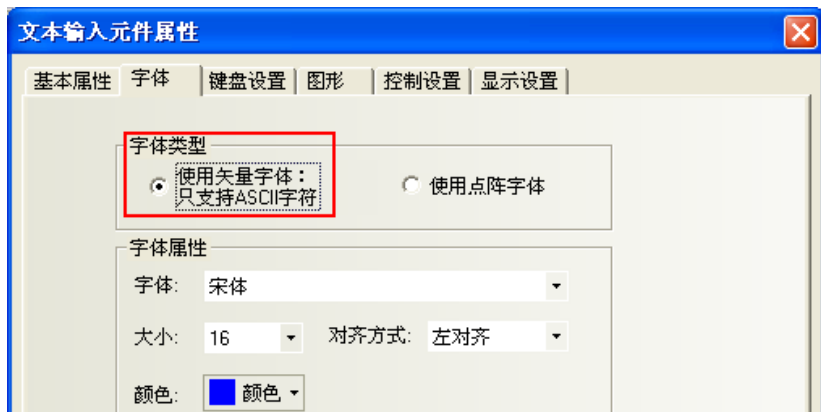 文本输入元件属性
基本属性 字体 键盘设置 图形 控制设置 显示设置
字体类型
使用矢量字体：
只支持ASCII字符
使用点阵字体
字体属性
字体: 宋体
大小: 16 对齐方式: 左对齐
颜色: 颜色